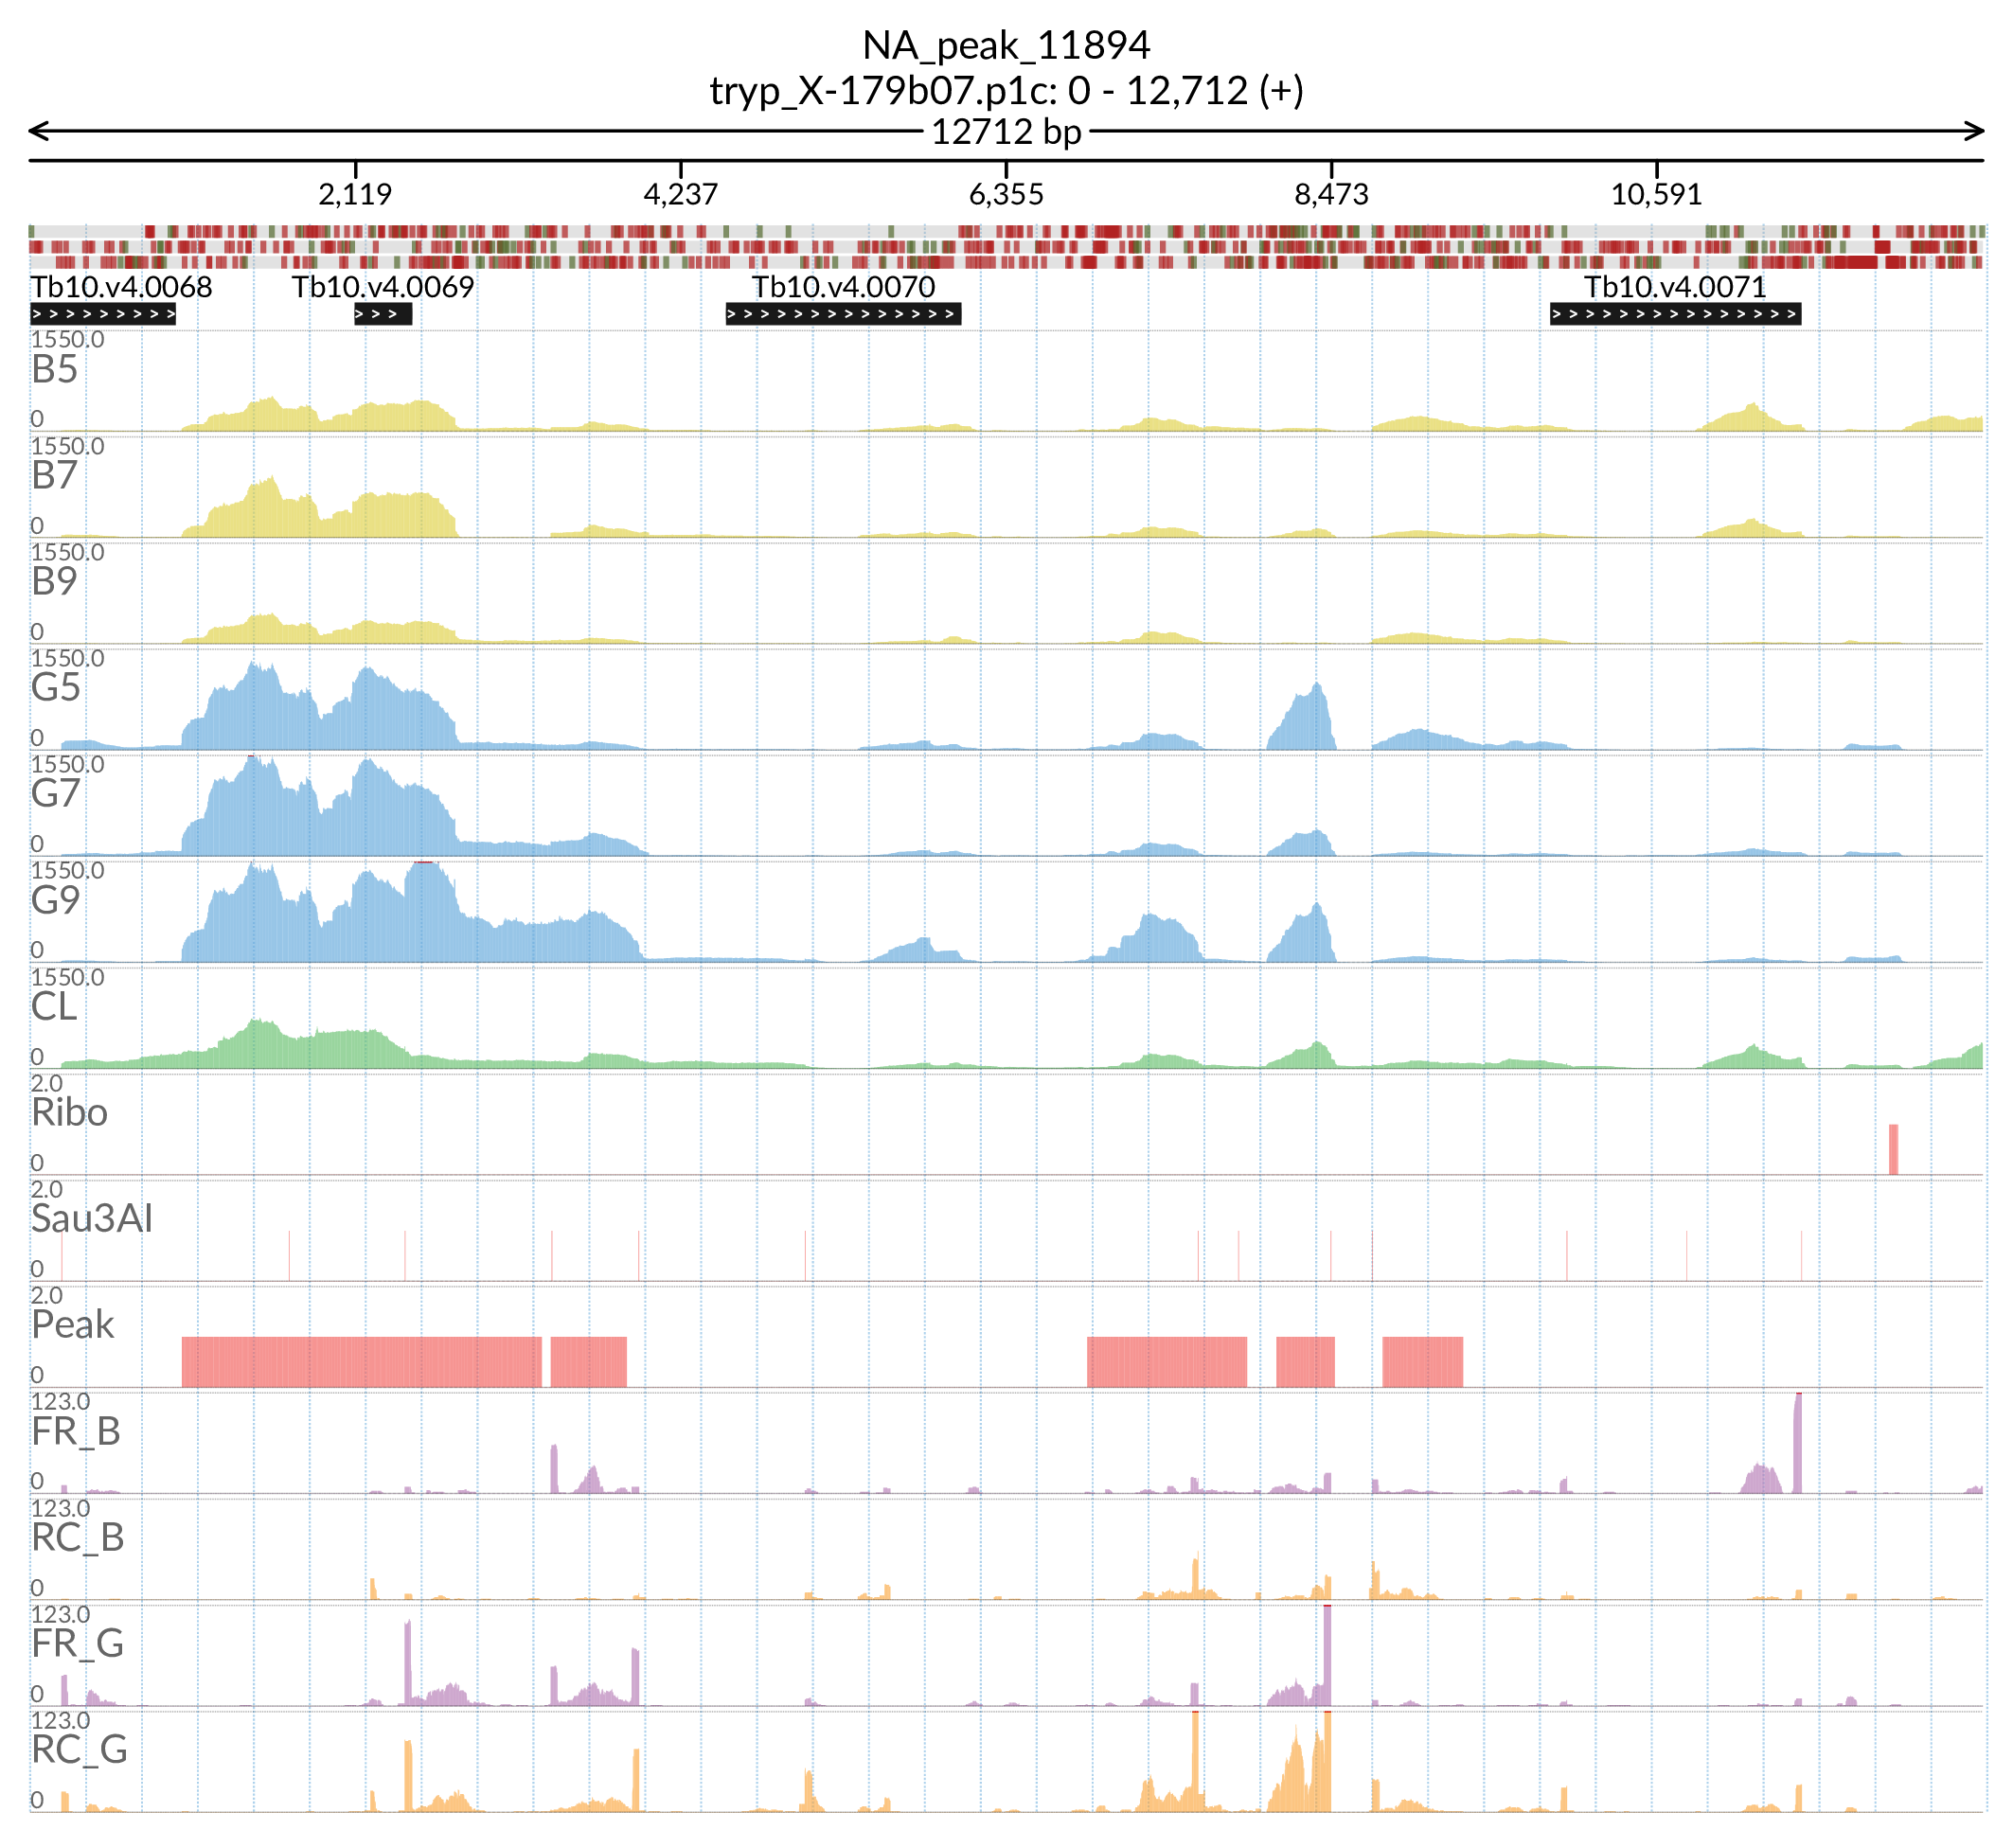 NA_peak_11894
tryp_X-179b07.p1c: 0 - 12,712 (+)
12712 bp
2,119 4,237 6,355 8,473 10,591
Tb10.v4.0068 Tb10.v4.0069 Tb10.v4.0070 Tb10.v4.0071
1550.0
B5
0
1550.0
B7
0
1550.0
B9
0
1550.0
G5
0
1550.0
G7
0
1550.0
G9
0
1550.0
CL
0
2.0
Ribo
0
2.0
Sau3AI
0
2.0
Peak
0
123.0
FR_B
0
123.0
RC_B
0
123.0
FR_G
0
123.0
RC_G
0